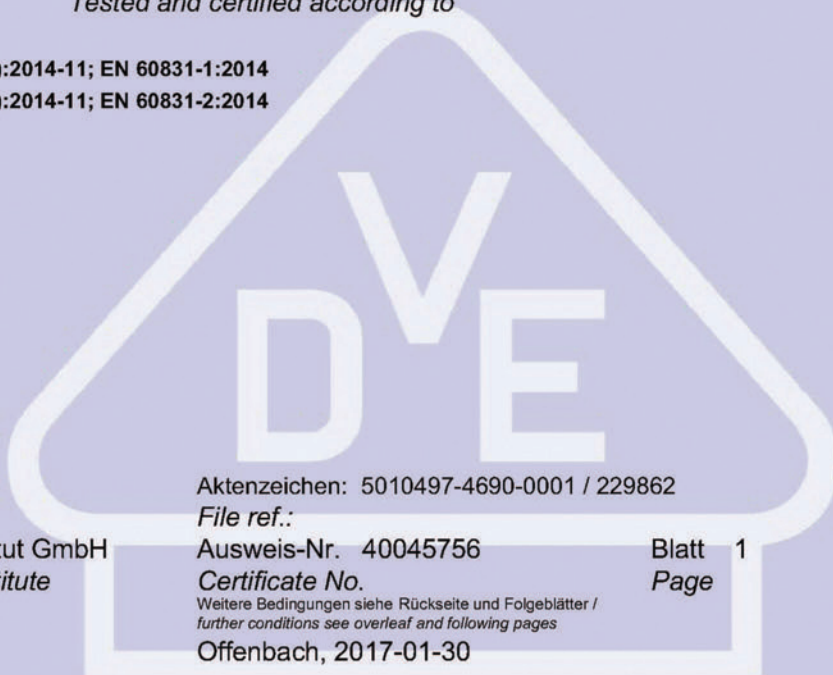 Tested and certified according to
):2014-11; EN 60831-1:2014
):2014-11; EN 60831-2:2014
VDE
Aktenzeichen: 5010497-4690-0001 / 229862
File ref.:
tut GmbH Ausweis-Nr. 40045756 Blatt 1
titute Certificate No. Page
Weitere Bedingungen siehe Rückseite und Folgeblätter /
further conditions see overleaf and following pages
Offenbach, 2017-01-30